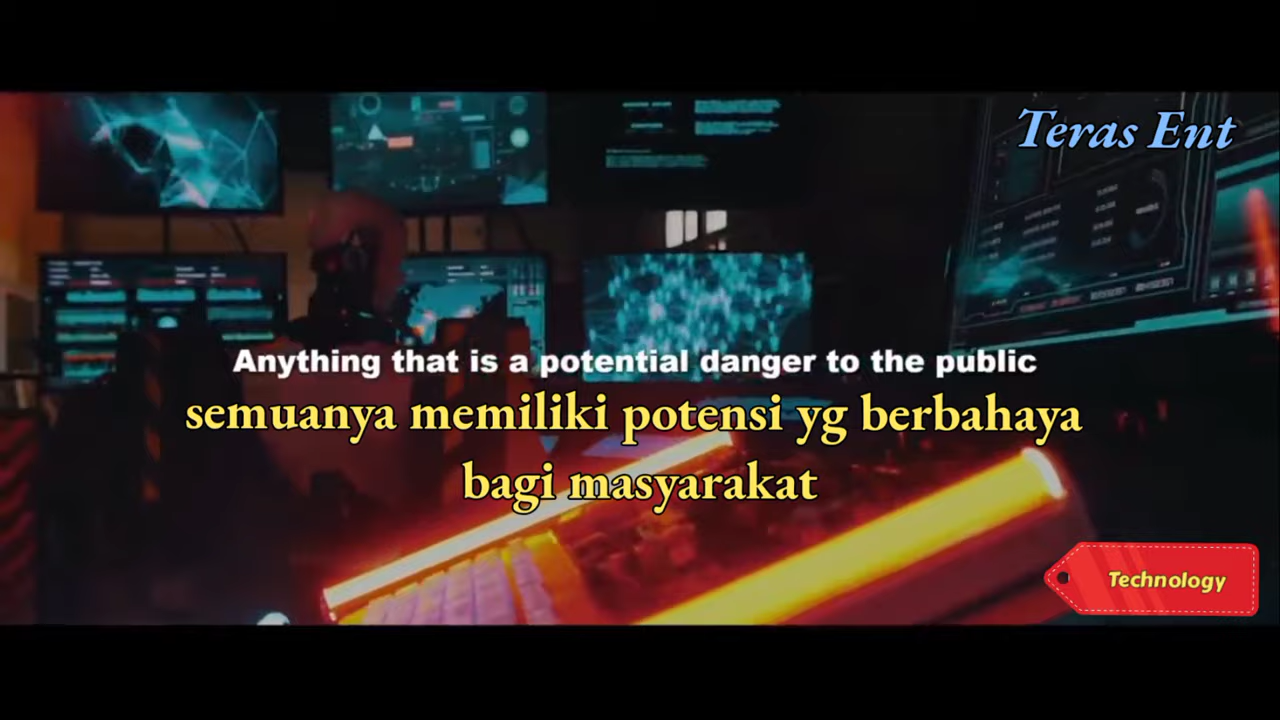 Teras Ent
Anything that is a potential danger to the public
semuanya memiliki potensi yg berbahaya
bagi masyarakat
Technology